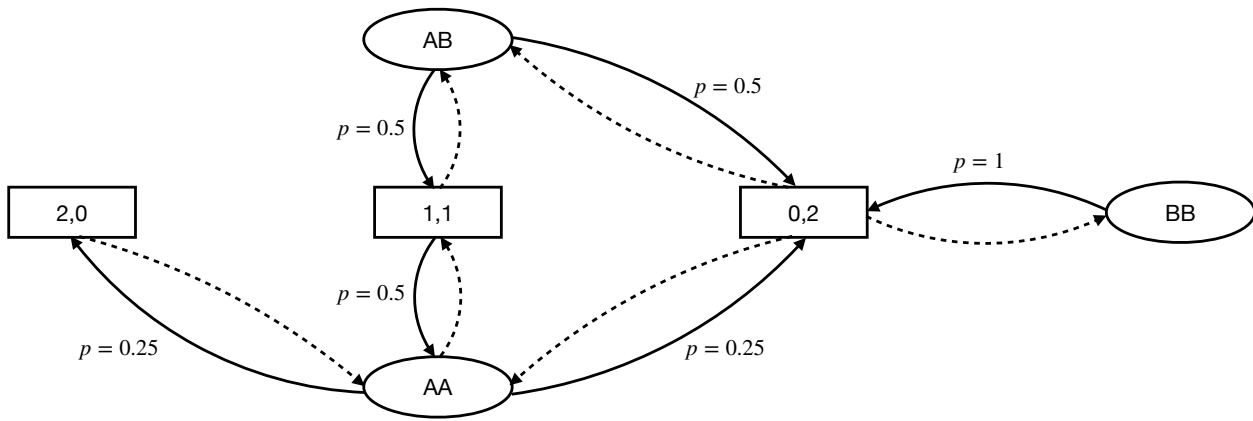 AB
p = 0.5
p = 0.5
p = 1
2,0
1,1
0,2
BB
p = 0.5
p = 0.25
p = 0.25
AA